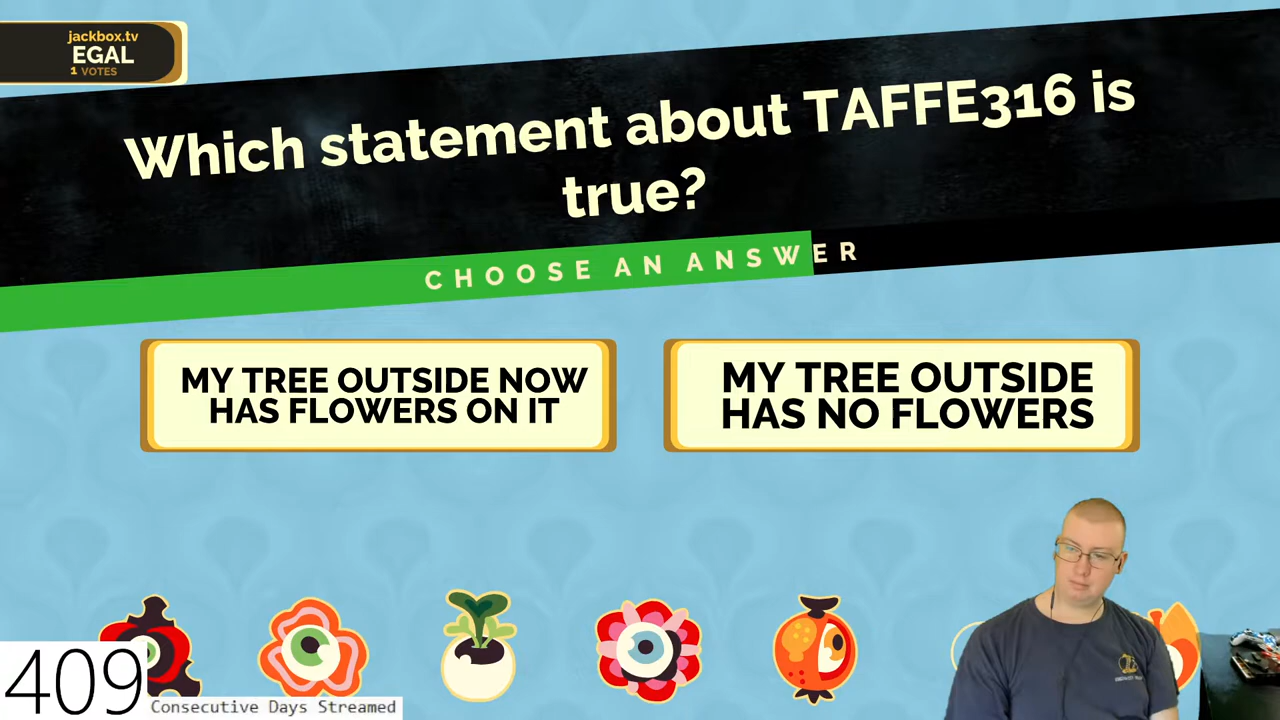 jackbox.tv
EGAL
1 VOTES
Which statement about TAFFE316 is
true?
CHOOSE AN ANSWER
MY TREE OUTSIDE NOW
HAS FLOWERS ON IT
MY TREE OUTSIDE
HAS NO FLOWERS
409
Consecutive Days Streamed